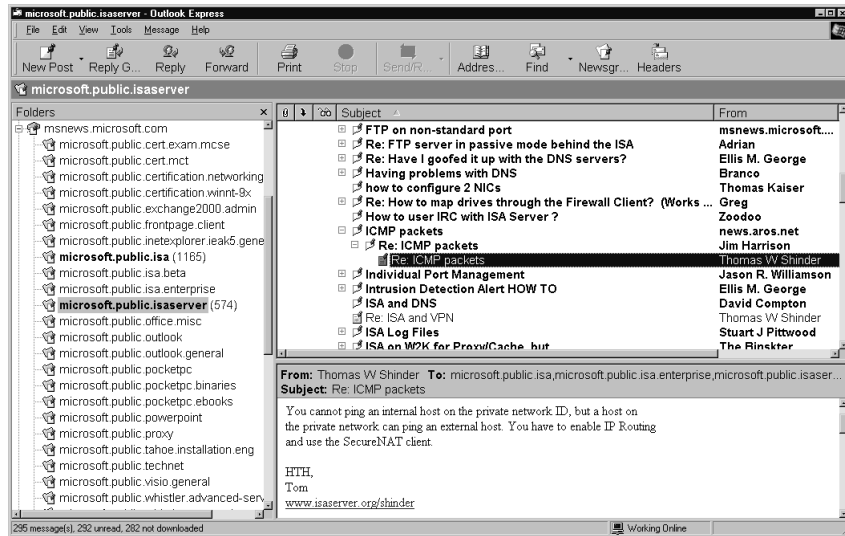 microsoft.public.isaserver - Outlook Express
File Edit View Tools Message Help
New Post Reply G... Reply Forward Print Stop Send/R... Addres... Find Newsgr... Headers
microsoft.public.isaserver
Folders
msnews.microsoft.com
microsoft.public.cert.exam.mcse
microsoft.public.cert.mct
microsoft.public.certification.networking
microsoft.public.certification.winnt-9x
microsoft.public.exchange2000.admin
microsoft.public.frontpage.client
microsoft.public.inetexplorer.ieak5.gene
microsoft.public.isa (1165)
microsoft.public.isa.beta
microsoft.public.isa.enterprise
microsoft.public.isaserver (574)
microsoft.public.office.misc
microsoft.public.outlook
microsoft.public.outlook.general
microsoft.public.pocketpc
microsoft.public.pocketpc.binaries
microsoft.public.pocketpc.ebooks
microsoft.public.powerpoint
microsoft.public.proxy
microsoft.public.tahoe.installation.eng
microsoft.public.technet
microsoft.public.visio.general
microsoft.public.whistler.advanced-serv
Subject From
FTP on non-standard port msnews.microsoft....
Re: FTP server in passive mode behind the ISA Adrian
Re: Have I goofed it up with the DNS servers? Ellis M. George
Having problems with DNS Branco
how to configure 2 NICs Thomas Kaiser
Re: How to map drives through the Firewall Client? (Works ... Greg
How to user IRC with ISA Server ? Zoodoo
ICMP packets news.aros.net
Re: ICMP packets Jim Harrison
Re: ICMP packets Thomas W Shinder
Individual Port Management Jason R. Williamson
Intrusion Detection Alert HOW TO Ellis M. George
ISA and DNS David Compton
Re: ISA and VPN Thomas W Shinder
ISA Log Files Stuart J Pittwood
ISA on W2K for Proxy/Cache, but The Binskter
From: Thomas W Shinder To: microsoft.public.isa,microsoft.public.isa.enterprise,microsoft.public.isaser...
Subject: Re: ICMP packets
You cannot ping an internal host on the private network ID, but a host on
the private network can ping an external host. You have to enable IP Routing
and use the SecureNAT client.
HTH,
Tom
www.isaserver.org/shinder
295 message(s), 292 unread, 282 not downloaded Working Online